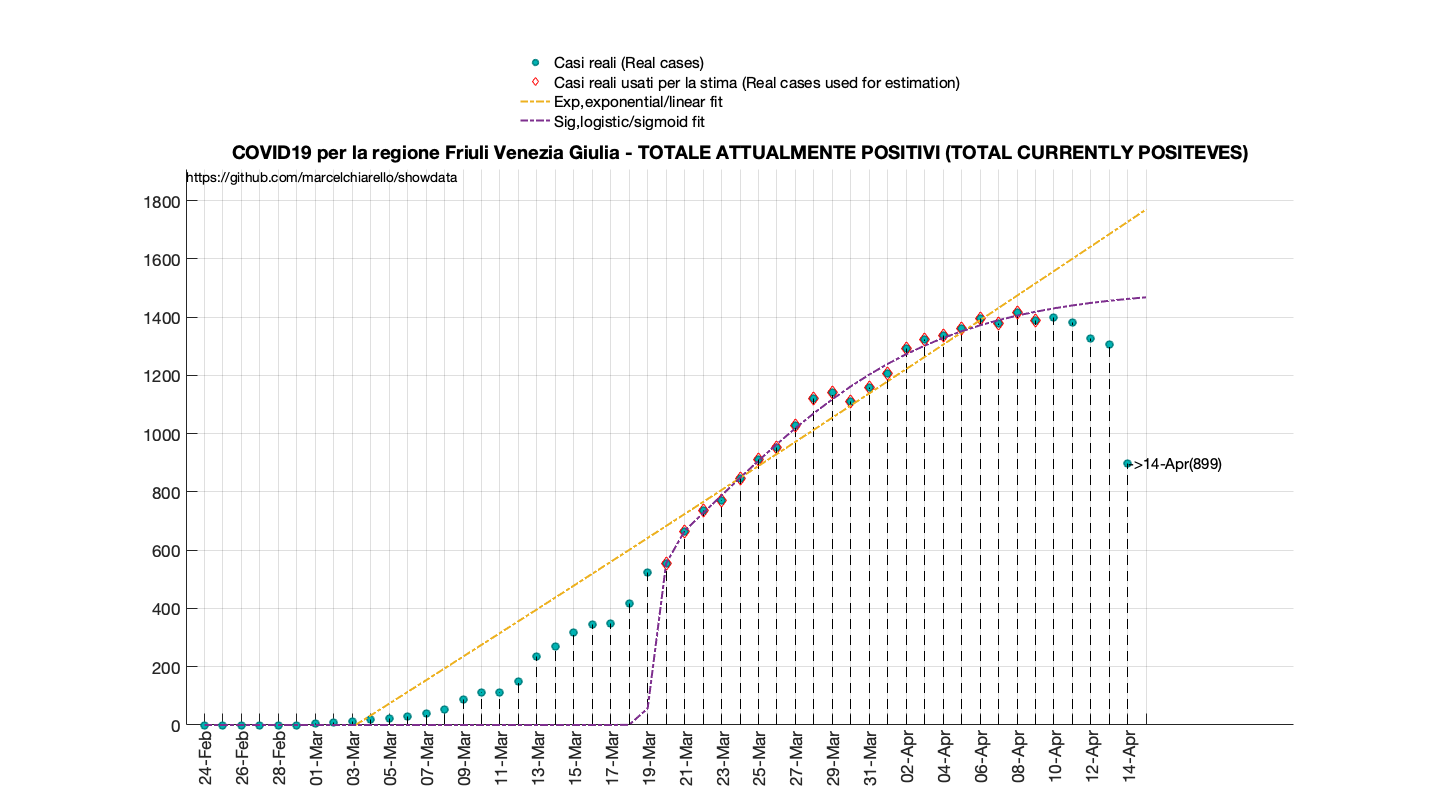 Casi reali (Real cases)
Casi reali usati per la stima (Real cases used for estimation)
Exp,exponential/linear fit
Sig,logistic/sigmoid fit
COVID19 per la regione Friuli Venezia Giulia - TOTALE ATTUALMENTE POSITIVI (TOTAL CURRENTLY POSITEVES)
https://github.com/marcelchiarello/showdata
1800
1600
1400
1200
1000
800
600
400
200
0
->14-Apr(899)
24-Feb
26-Feb
28-Feb
01-Mar
03-Mar
05-Mar
07-Mar
09-Mar
11-Mar
13-Mar
15-Mar
17-Mar
19-Mar
21-Mar
23-Mar
25-Mar
27-Mar
29-Mar
31-Mar
02-Apr
04-Apr
06-Apr
08-Apr
10-Apr
12-Apr
14-Apr